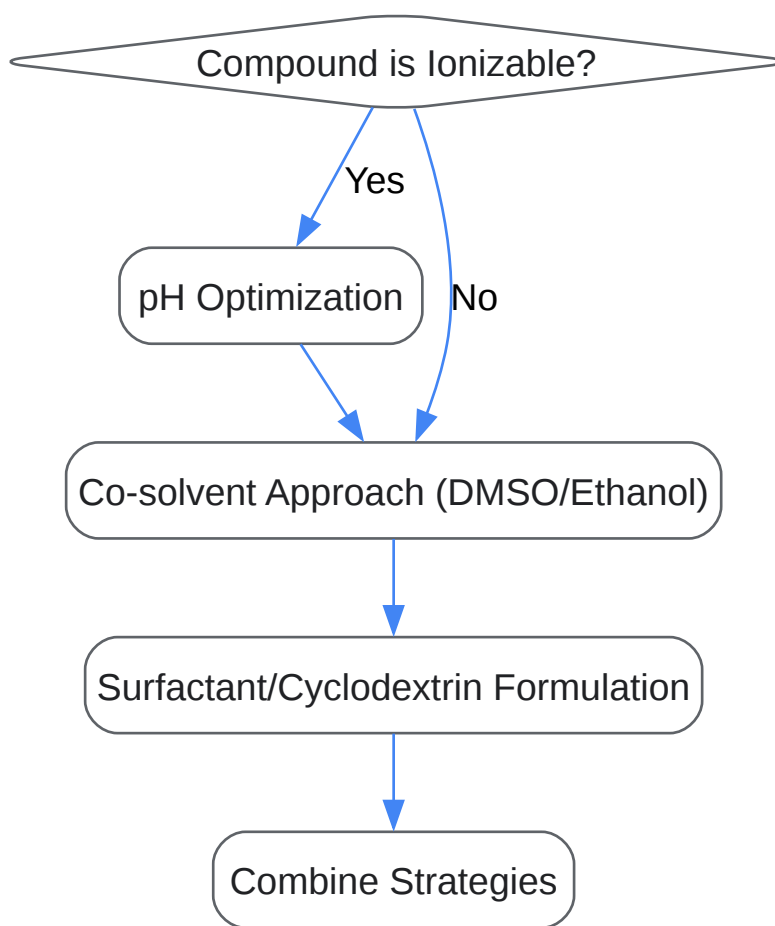 Compound is Ionizable?
Yes
pH Optimization
No
Co-solvent Approach (DMSO/Ethanol)
Surfactant/Cyclodextrin Formulation
Combine Strategies